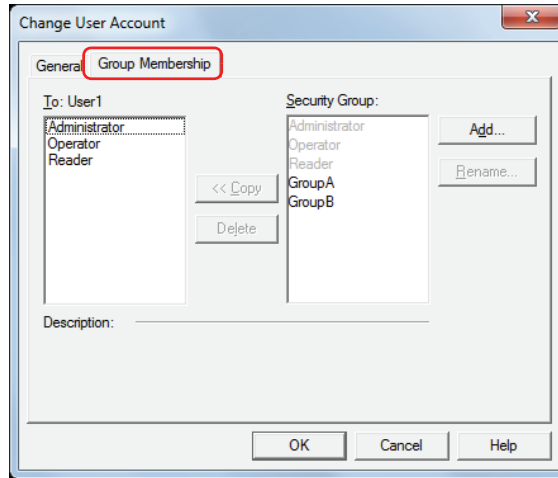 Change User Account
General Group Membership
To: User1
Administrator
Operator
Reader
<< Copy
Delete
Security Group:
Administrator
Operator
Reader
GroupA
GroupB
Add...
Rename...
Description:
OK Cancel Help